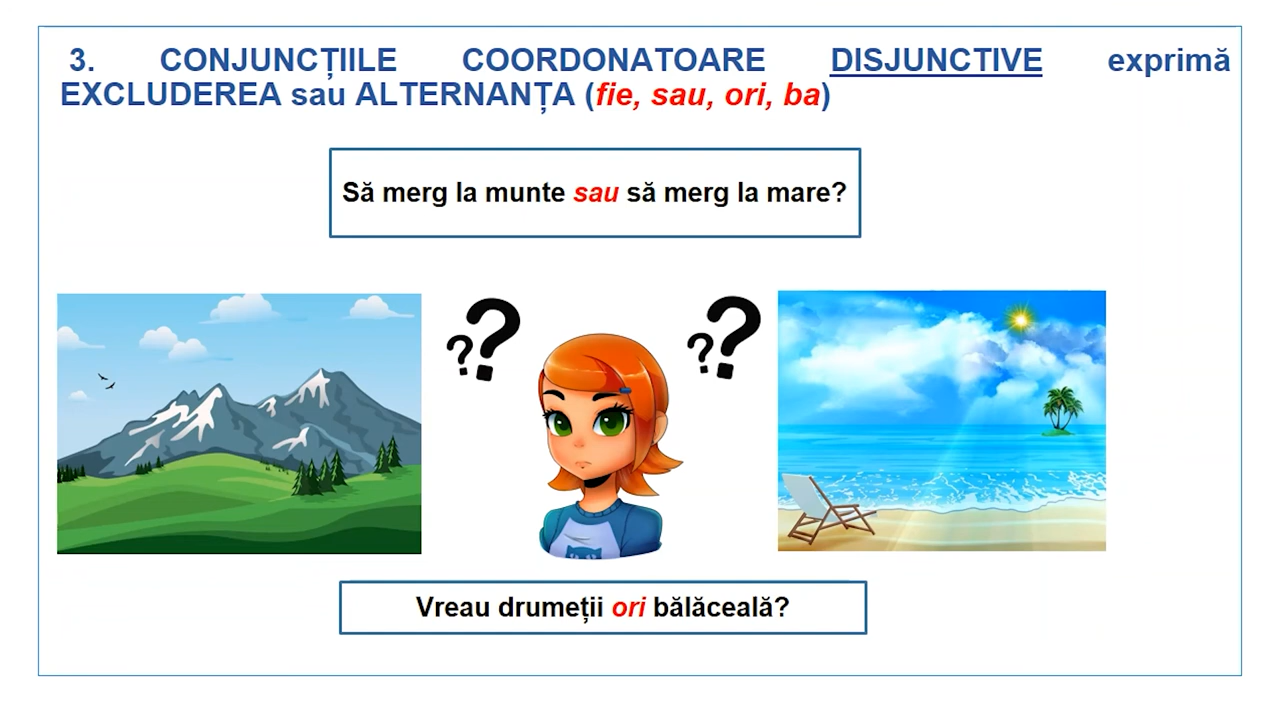 3. CONJUNCȚIILE COORDONATOARE DISJUNCTIVE exprimă
EXCLUDEREA sau ALTERNANȚA (fie, sau, ori, ba)
Să merg la munte sau să merg la mare?
??
??
Vreau drumeții ori bălăceală?